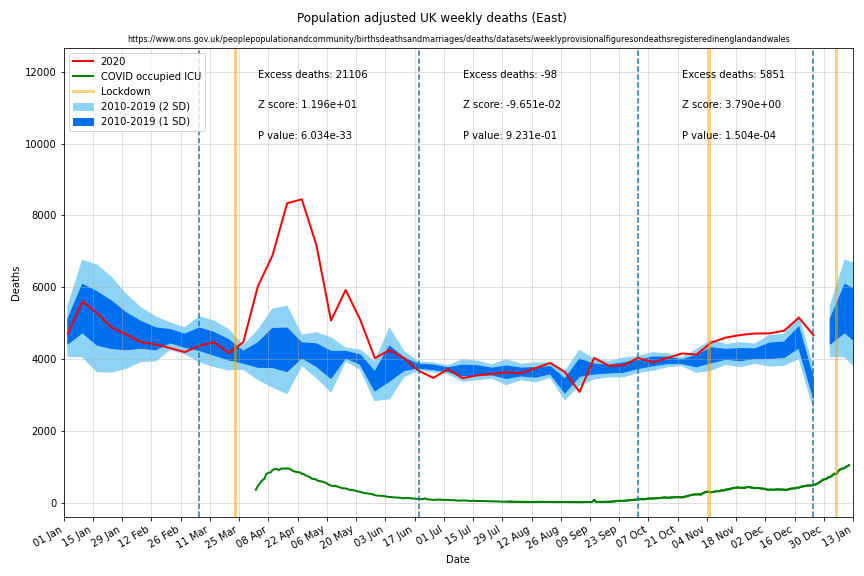 Population adjusted UK weekly deaths (East)
https://www.ons.gov.uk/peoplepopulationandcommunity/birthsdeathsandmarriages/deaths/datasets/weeklyprovisionalfiguresondeathsregisteredinenglandandwales
2020
COVID occupied ICU
Lockdown
2010-2019 (2 SD)
2010-2019 (1 SD)
Excess deaths: 21106
Z score: 1.196e+01
P value: 6.034e-33
Excess deaths: -98
Z score: -9.651e-02
P value: 9.231e-01
Excess deaths: 5851
Z score: 3.790e+00
P value: 1.504e-04
12000
10000
8000
6000
4000
2000
0
Deaths
01 Jan
15 Jan
29 Jan
12 Feb
26 Feb
11 Mar
25 Mar
08 Apr
22 Apr
06 May
20 May
03 Jun
17 Jun
01 Jul
15 Jul
29 Jul
12 Aug
26 Aug
09 Sep
23 Sep
07 Oct
21 Oct
04 Nov
18 Nov
02 Dec
16 Dec
30 Dec
13 Jan
Date